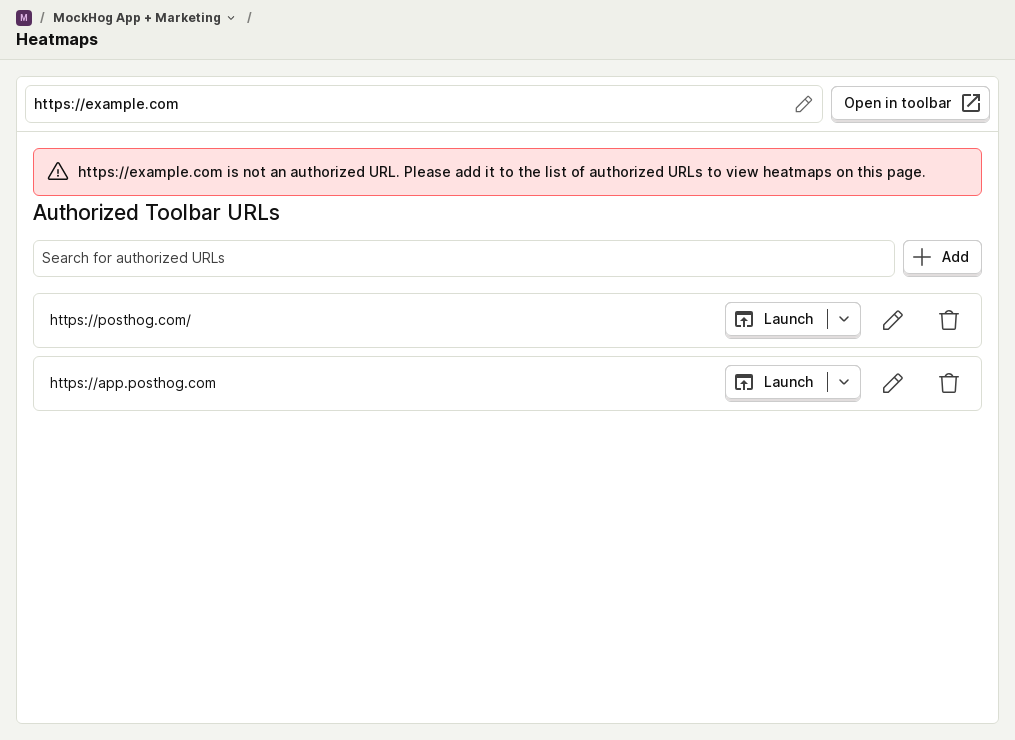 M / MockHog App + Marketing /
Heatmaps
https://example.com
Open in toolbar
https://example.com is not an authorized URL. Please add it to the list of authorized URLs to view heatmaps on this page.
Authorized Toolbar URLs
Search for authorized URLs
Add
https://posthog.com/
Launch
https://app.posthog.com
Launch